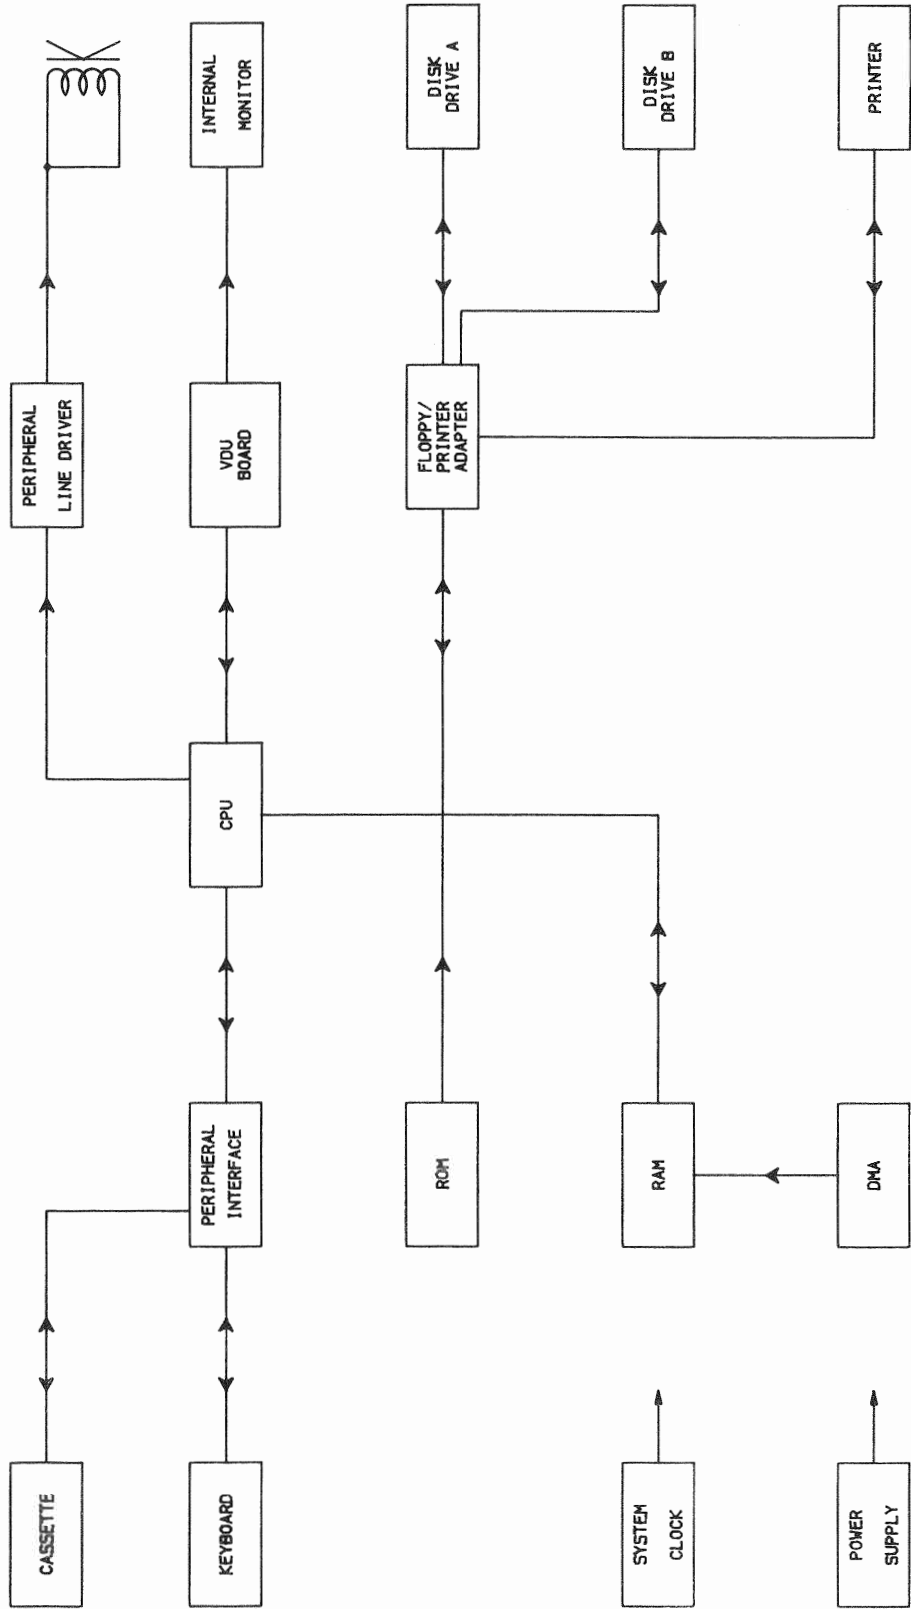 CASSETTE
PERIPHERAL
LINE DRIVER
KEYBOARD
PERIPHERAL
INTERFACE
CPU
VDU
BOARD
INTERNAL
MONITOR
ROM
FLOPPY/
PRINTER
ADAPTER
DISK
DRIVE A
SYSTEM
CLOCK
RAM
DISK
DRIVE B
POWER
SUPPLY
DMA
PRINTER